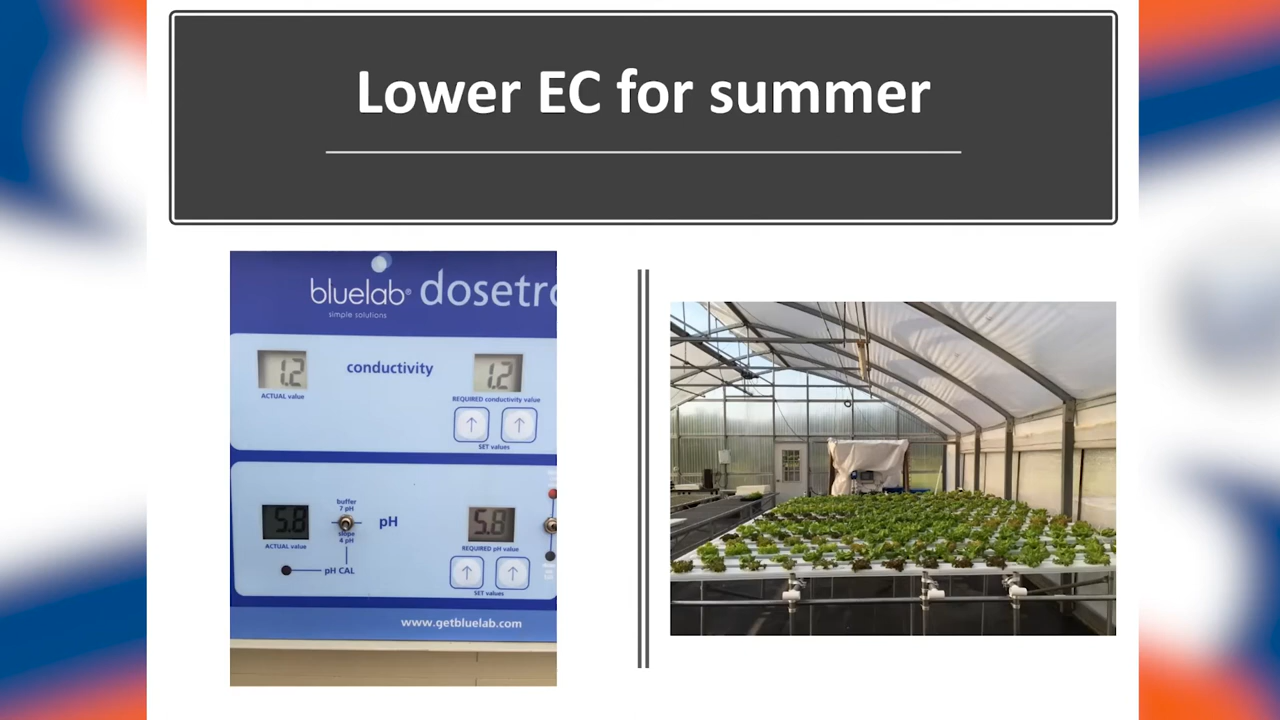 Lower EC for summer
bluelab® dosetro
simple solutions
1.2 conductivity 1.2
ACTUAL value
REQUIRED conductivity value
SET values
buffer
7 pH
5.8 pH 5.8
slope
4 pH
ACTUAL value
REQUIRED pH value
pH CAL
SET values
www.getbluelab.com